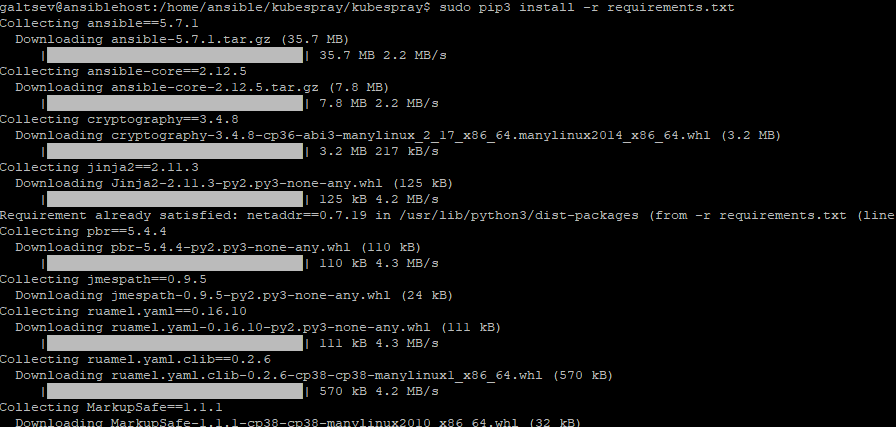 galtsev@ansiblehost:/home/ansible/kubespray/kubespray$ sudo pip3 install -r requirements.txt
Collecting ansible==5.7.1
Downloading ansible-5.7.1.tar.gz (35.7 MB)
|| 35.7 MB 2.2 MB/s
Collecting ansible-core==2.12.5
Downloading ansible-core-2.12.5.tar.gz (7.8 MB)
|| 7.8 MB 2.2 MB/s
Collecting cryptography==3.4.8
Downloading cryptography-3.4.8-cp36-abi3-manylinux_2_17_x86_64.manylinux2014_x86_64.whl (3.2 MB)
|| 3.2 MB 217 kB/s
Collecting jinja2==2.11.3
Downloading Jinja2-2.11.3-py2.py3-none-any.whl (125 kB)
|| 125 kB 4.2 MB/s
Requirement already satisfied: netaddr==0.7.19 in /usr/lib/python3/dist-packages (from -r requirements.txt (line
Collecting pbr==5.4.4
Downloading pbr-5.4.4-py2.py3-none-any.whl (110 kB)
|| 110 kB 4.3 MB/s
Collecting jmespath==0.9.5
Downloading jmespath-0.9.5-py2.py3-none-any.whl (24 kB)
Collecting ruamel.yaml==0.16.10
Downloading ruamel.yaml-0.16.10-py2.py3-none-any.whl (111 kB)
|| 111 kB 4.3 MB/s
Collecting ruamel.yaml.clib==0.2.6
Downloading ruamel.yaml.clib-0.2.6-cp38-cp38-manylinux1_x86_64.whl (570 kB)
|| 570 kB 4.2 MB/s
Collecting MarkupSafe==1.1.1
Downloading MarkupSafe-1.1.1-cp38-cp38-manylinux2010_x86_64.whl (32 kB)